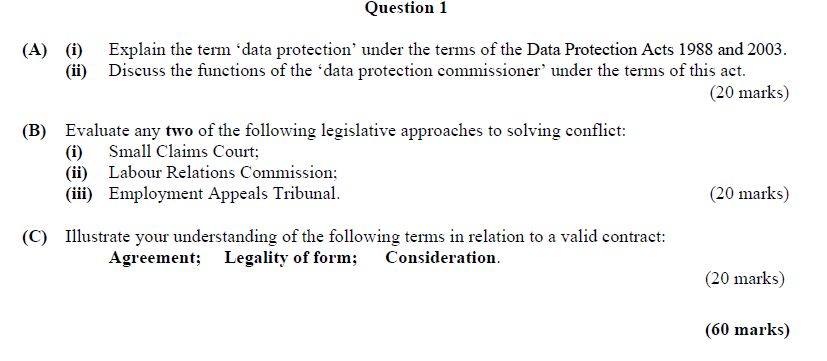 Question 1
(A) (i) Explain the term ‘data protection’ under the terms of the Data Protection Acts 1988 and 2003.
(ii) Discuss the functions of the ‘data protection commissioner’ under the terms of this act.
(20 marks)
(B) Evaluate any two of the following legislative approaches to solving conflict:
(i) Small Claims Court;
(ii) Labour Relations Commission;
(iii) Employment Appeals Tribunal. (20 marks)
(C) Illustrate your understanding of the following terms in relation to a valid contract:
Agreement; Legality of form; Consideration.
(20 marks)
(60 marks)